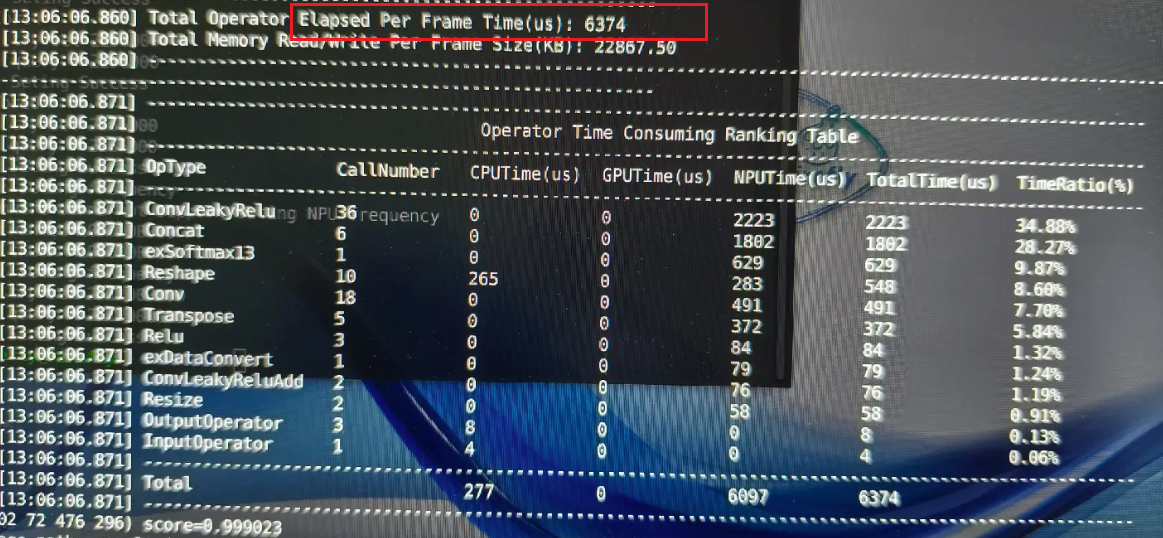 [13:06:06.860] Total Operator Elapsed Per Frame Time(us): 6374
[13:06:06.860] Total Memory Read/Write Per Frame Size(KB): 22867.50
[13:06:06.860] ---------------------------------------------------------------------------------------------------
[13:06:06.871] ---------------------------------------------------------------------------------------------------
[13:06:06.871] Operator Time Consuming Ranking Table
[13:06:06.871] ---------------------------------------------------------------------------------------------------
[13:06:06.871] OpType CallNumber CPUTime(us) GPUTime(us) NPUTime(us) TotalTime(us) TimeRatio(%)
[13:06:06.871] ---------------------------------------------------------------------------------------------------
[13:06:06.871] ConvLeakyRelu 36 0 0 2223 2223 34.88%
[13:06:06.871] Concat 6 0 0 1802 1802 28.27%
[13:06:06.871] exSoftmax13 1 0 0 629 629 9.87%
[13:06:06.871] Reshape 10 265 0 283 548 8.60%
[13:06:06.871] Conv 18 0 0 491 491 7.70%
[13:06:06.871] Transpose 5 0 0 372 372 5.84%
[13:06:06.871] Relu 3 0 0 84 84 1.32%
[13:06:06.871] exDataConvert 1 0 0 79 79 1.24%
[13:06:06.871] ConvLeakyReluAdd 2 0 0 76 76 1.19%
[13:06:06.871] Resize 2 0 0 58 58 0.91%
[13:06:06.871] OutputOperator 3 8 0 0 8 0.13%
[13:06:06.871] InputOperator 1 4 0 0 4 0.06%
[13:06:06.871] ---------------------------------------------------------------------------------------------------
[13:06:06.871] Total 277 0 6097 6374
[13:06:06.871] ---------------------------------------------------------------------------------------------------
02 72 476 296) score=0.999023